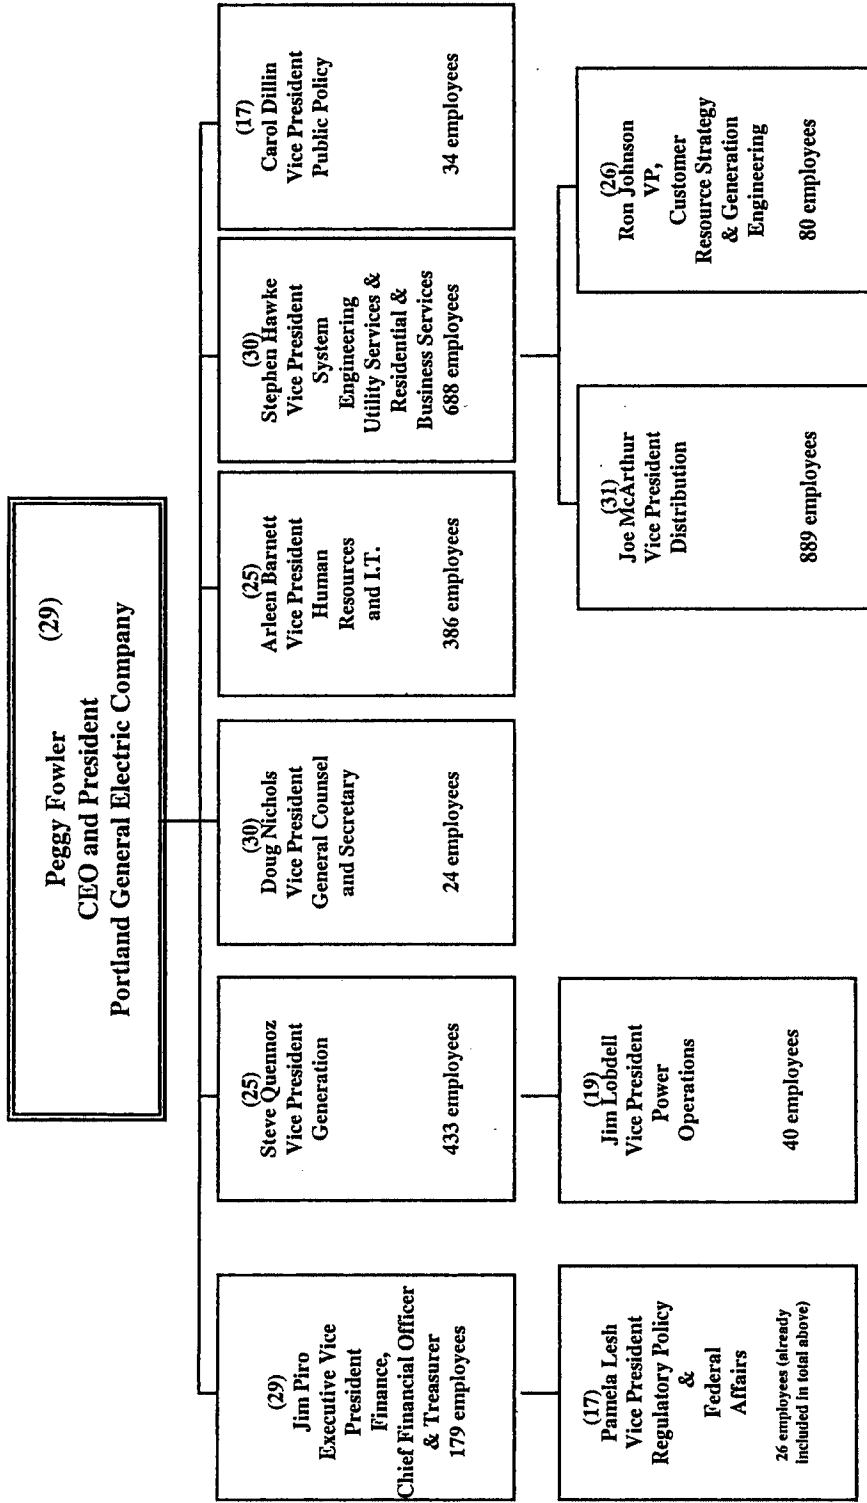 (29)
Peggy Fowler
CEO and President
Portland General Electric Company
(29)
Jim Piro
Executive Vice
President
Finance,
Chief Financial Officer
& Treasurer
179 employees
(25)
Steve Quennoz
Vice President
Generation
433 employees
(30)
Doug Nichols
Vice President
General Counsel
and Secretary
24 employees
(25)
Arleen Barnett
Vice President
Human
Resources
and I.T.
386 employees
(30)
Stephen Hawke
Vice President
System
Engineering
Utility Services &
Residential &
Business Services
688 employees
(17)
Carol Dillin
Vice President
Public Policy
34 employees
(17)
Pamela Lesh
Vice President
Regulatory Policy
&
Federal
Affairs
26 employees (already
included in total above)
(19)
Jim Lobdell
Vice President
Power
Operations
40 employees
(31)
Joe McArthur
Vice President
Distribution
889 employees
(26)
Ron Johnson
VP,
Customer
Resource Strategy
& Generation
Engineering
80 employees